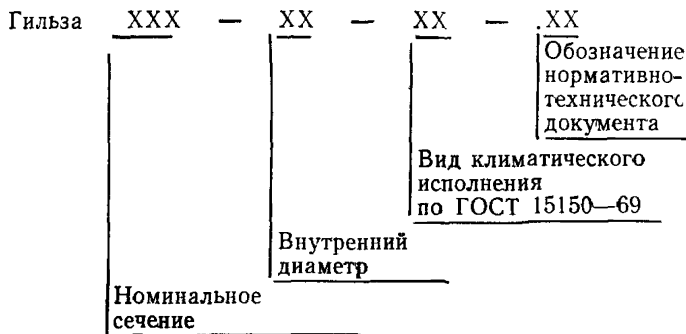 Гильза XXX — XX — XX — .XX
Обозначение
нормативно-
технического
документа
Вид климатического
исполнения
по ГОСТ 15150—69
Внутренний
диаметр
Номинальное
сечение